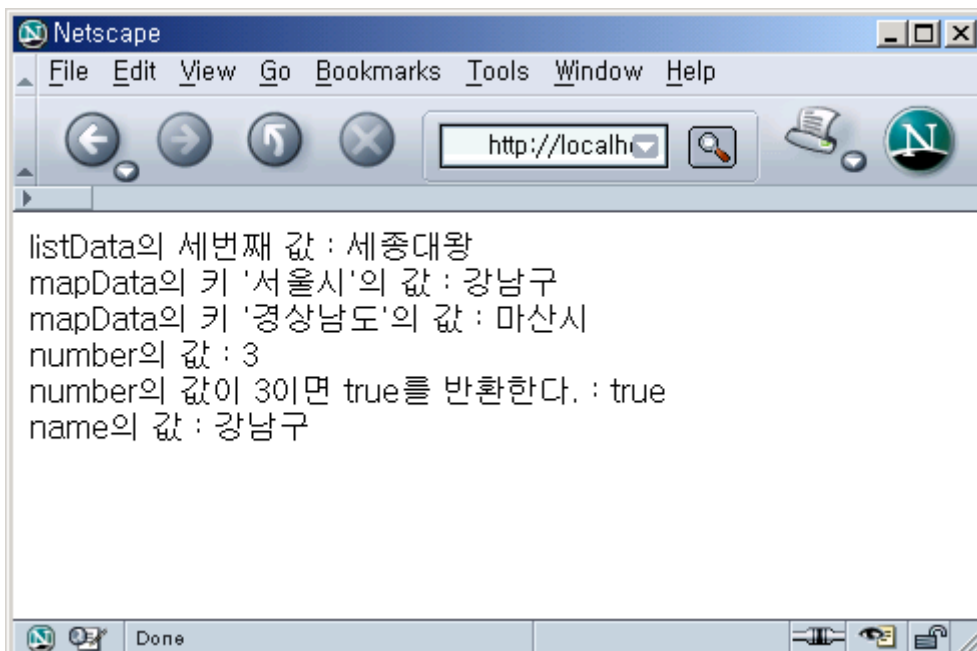 Netscape
File Edit View Go Bookmarks Tools Window Help
http://localho
N
listData의 세번째 값 : 세종대왕
mapData의 키 '서울시'의 값 : 강남구
mapData의 키 '경상남도'의 값 : 마산시
number의 값 : 3
number의 값이 3이면 true를 반환한다. : true
name의 값 : 강남구
Done